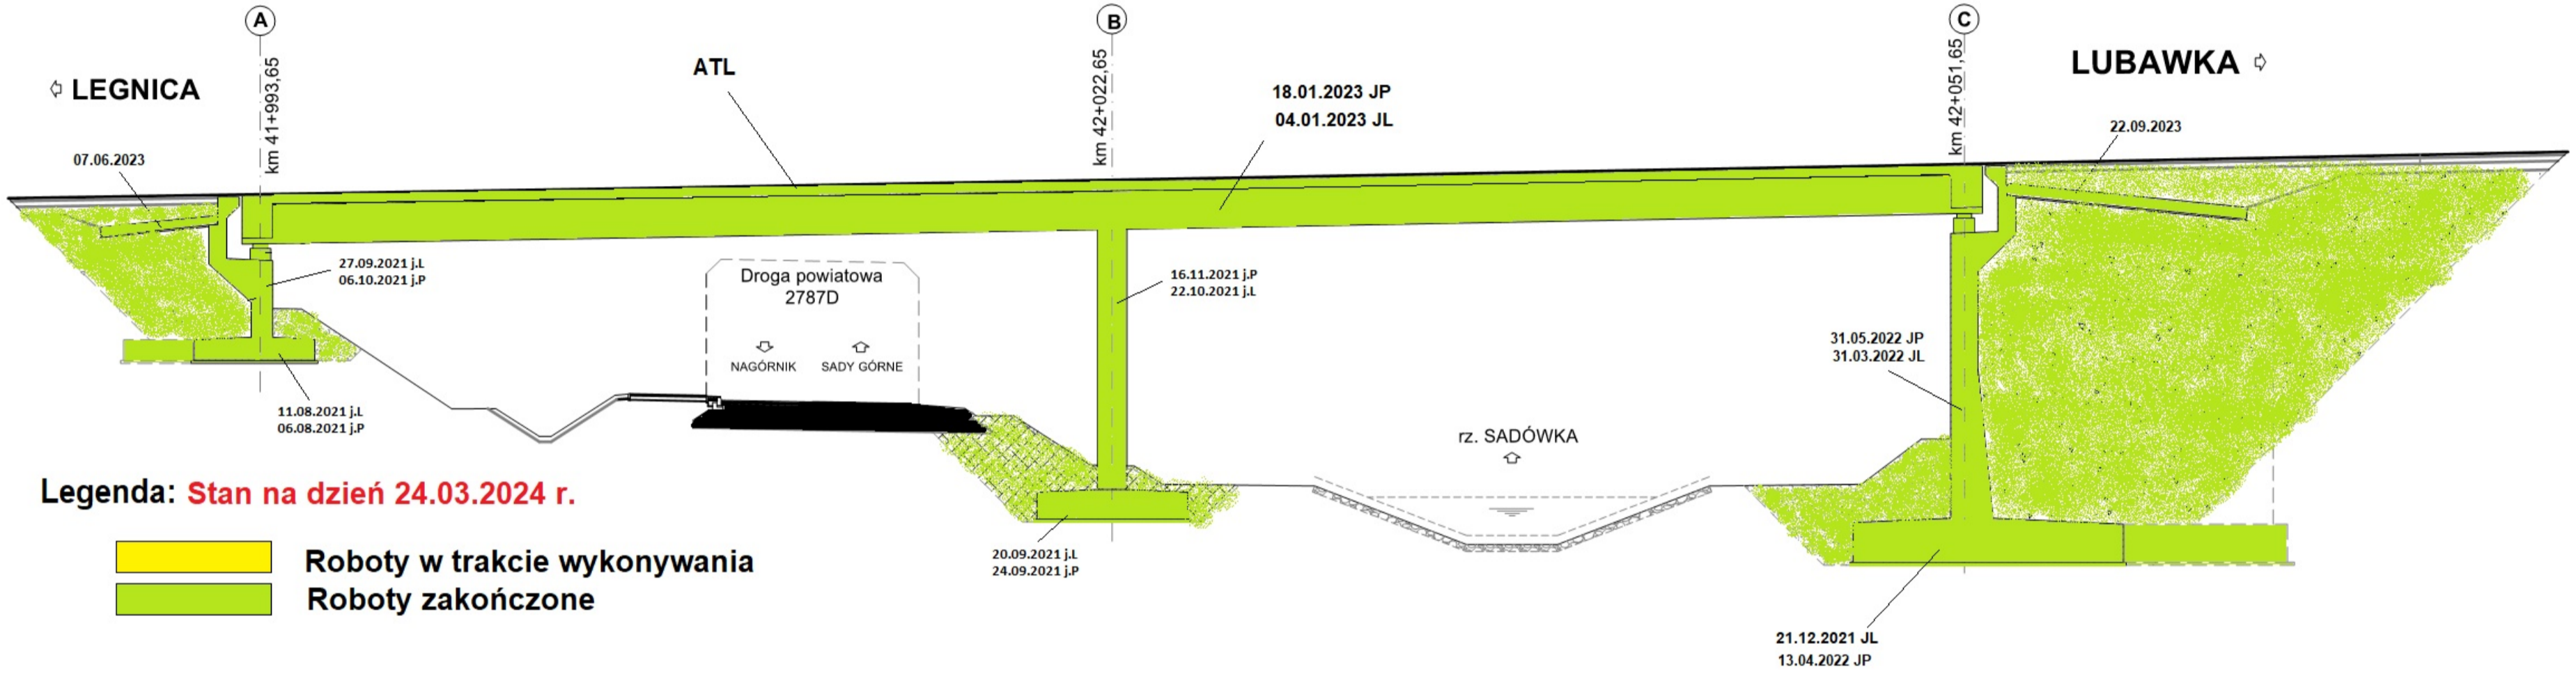 A
B
C
km 41+993,65
km 42+022,65
km 42+051,65
⇦ LEGNICA
ATL
LUBAWKA ⇨
18.01.2023 JP
04.01.2023 JL
07.06.2023
22.09.2023
27.09.2021 j.L
06.10.2021 j.P
Droga powiatowa
2787D
NAGÓRNIK SADY GÓRNE
16.11.2021 j.P
22.10.2021 j.L
31.05.2022 JP
31.03.2022 JL
11.08.2021 j.L
06.08.2021 j.P
rz. SADÓWKA
Legenda: Stan na dzień 24.03.2024 r.
Roboty w trakcie wykonywania
Roboty zakończone
20.09.2021 j.L
24.09.2021 j.P
21.12.2021 JL
13.04.2022 JP